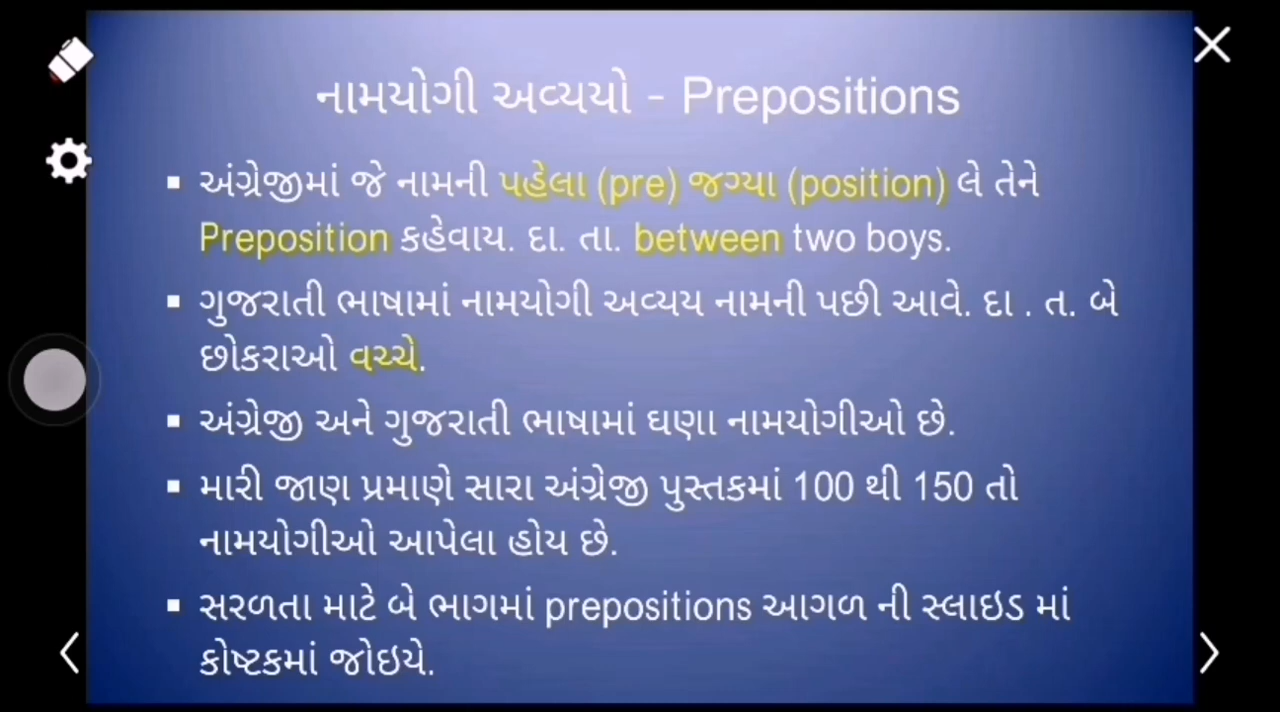 નામયોગી અવ્યયો - Prepositions
▪ અંગ્રેજીમાં જે નામની પહેલા (pre) જગ્યા (position) લે તેને
Preposition કહેવાય. દા. તા. between two boys.
▪ ગુજરાતી ભાષામાં નામયોગી અવ્યય નામની પછી આવે. દા . ત. બે
છોકરાઓ વચ્ચે.
▪ અંગ્રેજી અને ગુજરાતી ભાષામાં ઘણા નામયોગીઓ છે.
▪ મારી જાણ પ્રમાણે સારા અંગ્રેજી પુસ્તકમાં 100 થી 150 તો
નામયોગીઓ આપેલા હોય છે.
▪ સરળતા માટે બે ભાગમાં prepositions આગળ ની સ્લાઇડ માં
કોષ્ટકમાં જોઇયે.